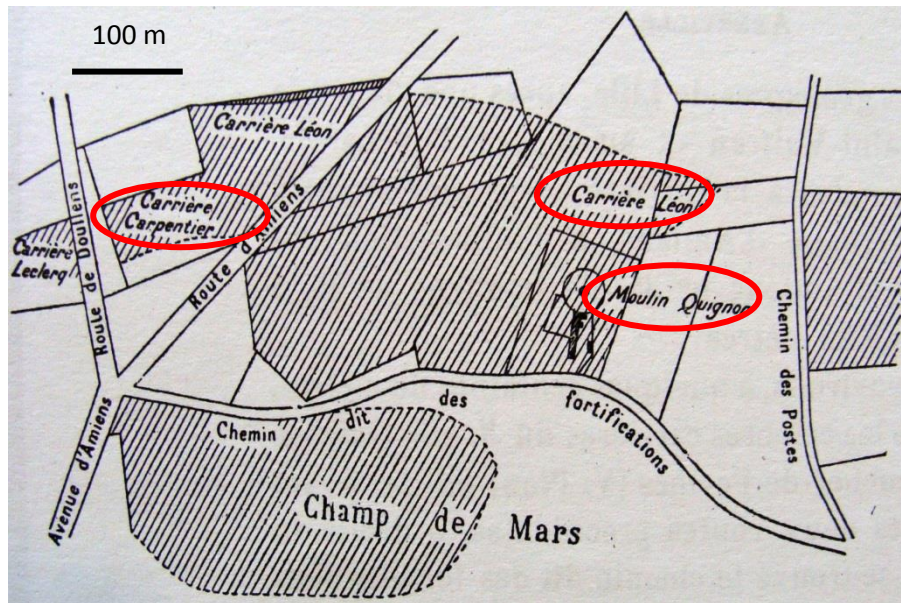 100 m
Carrière Léon
Route de Doullens
Carrière
Carpentier
Carrière
Leclerq
Route d'Amiens
Carrière Léon
Moulin Quignon
Chemin des Postes
Chemin dit des fortifications
Avenue d'Amiens
Champ de Mars